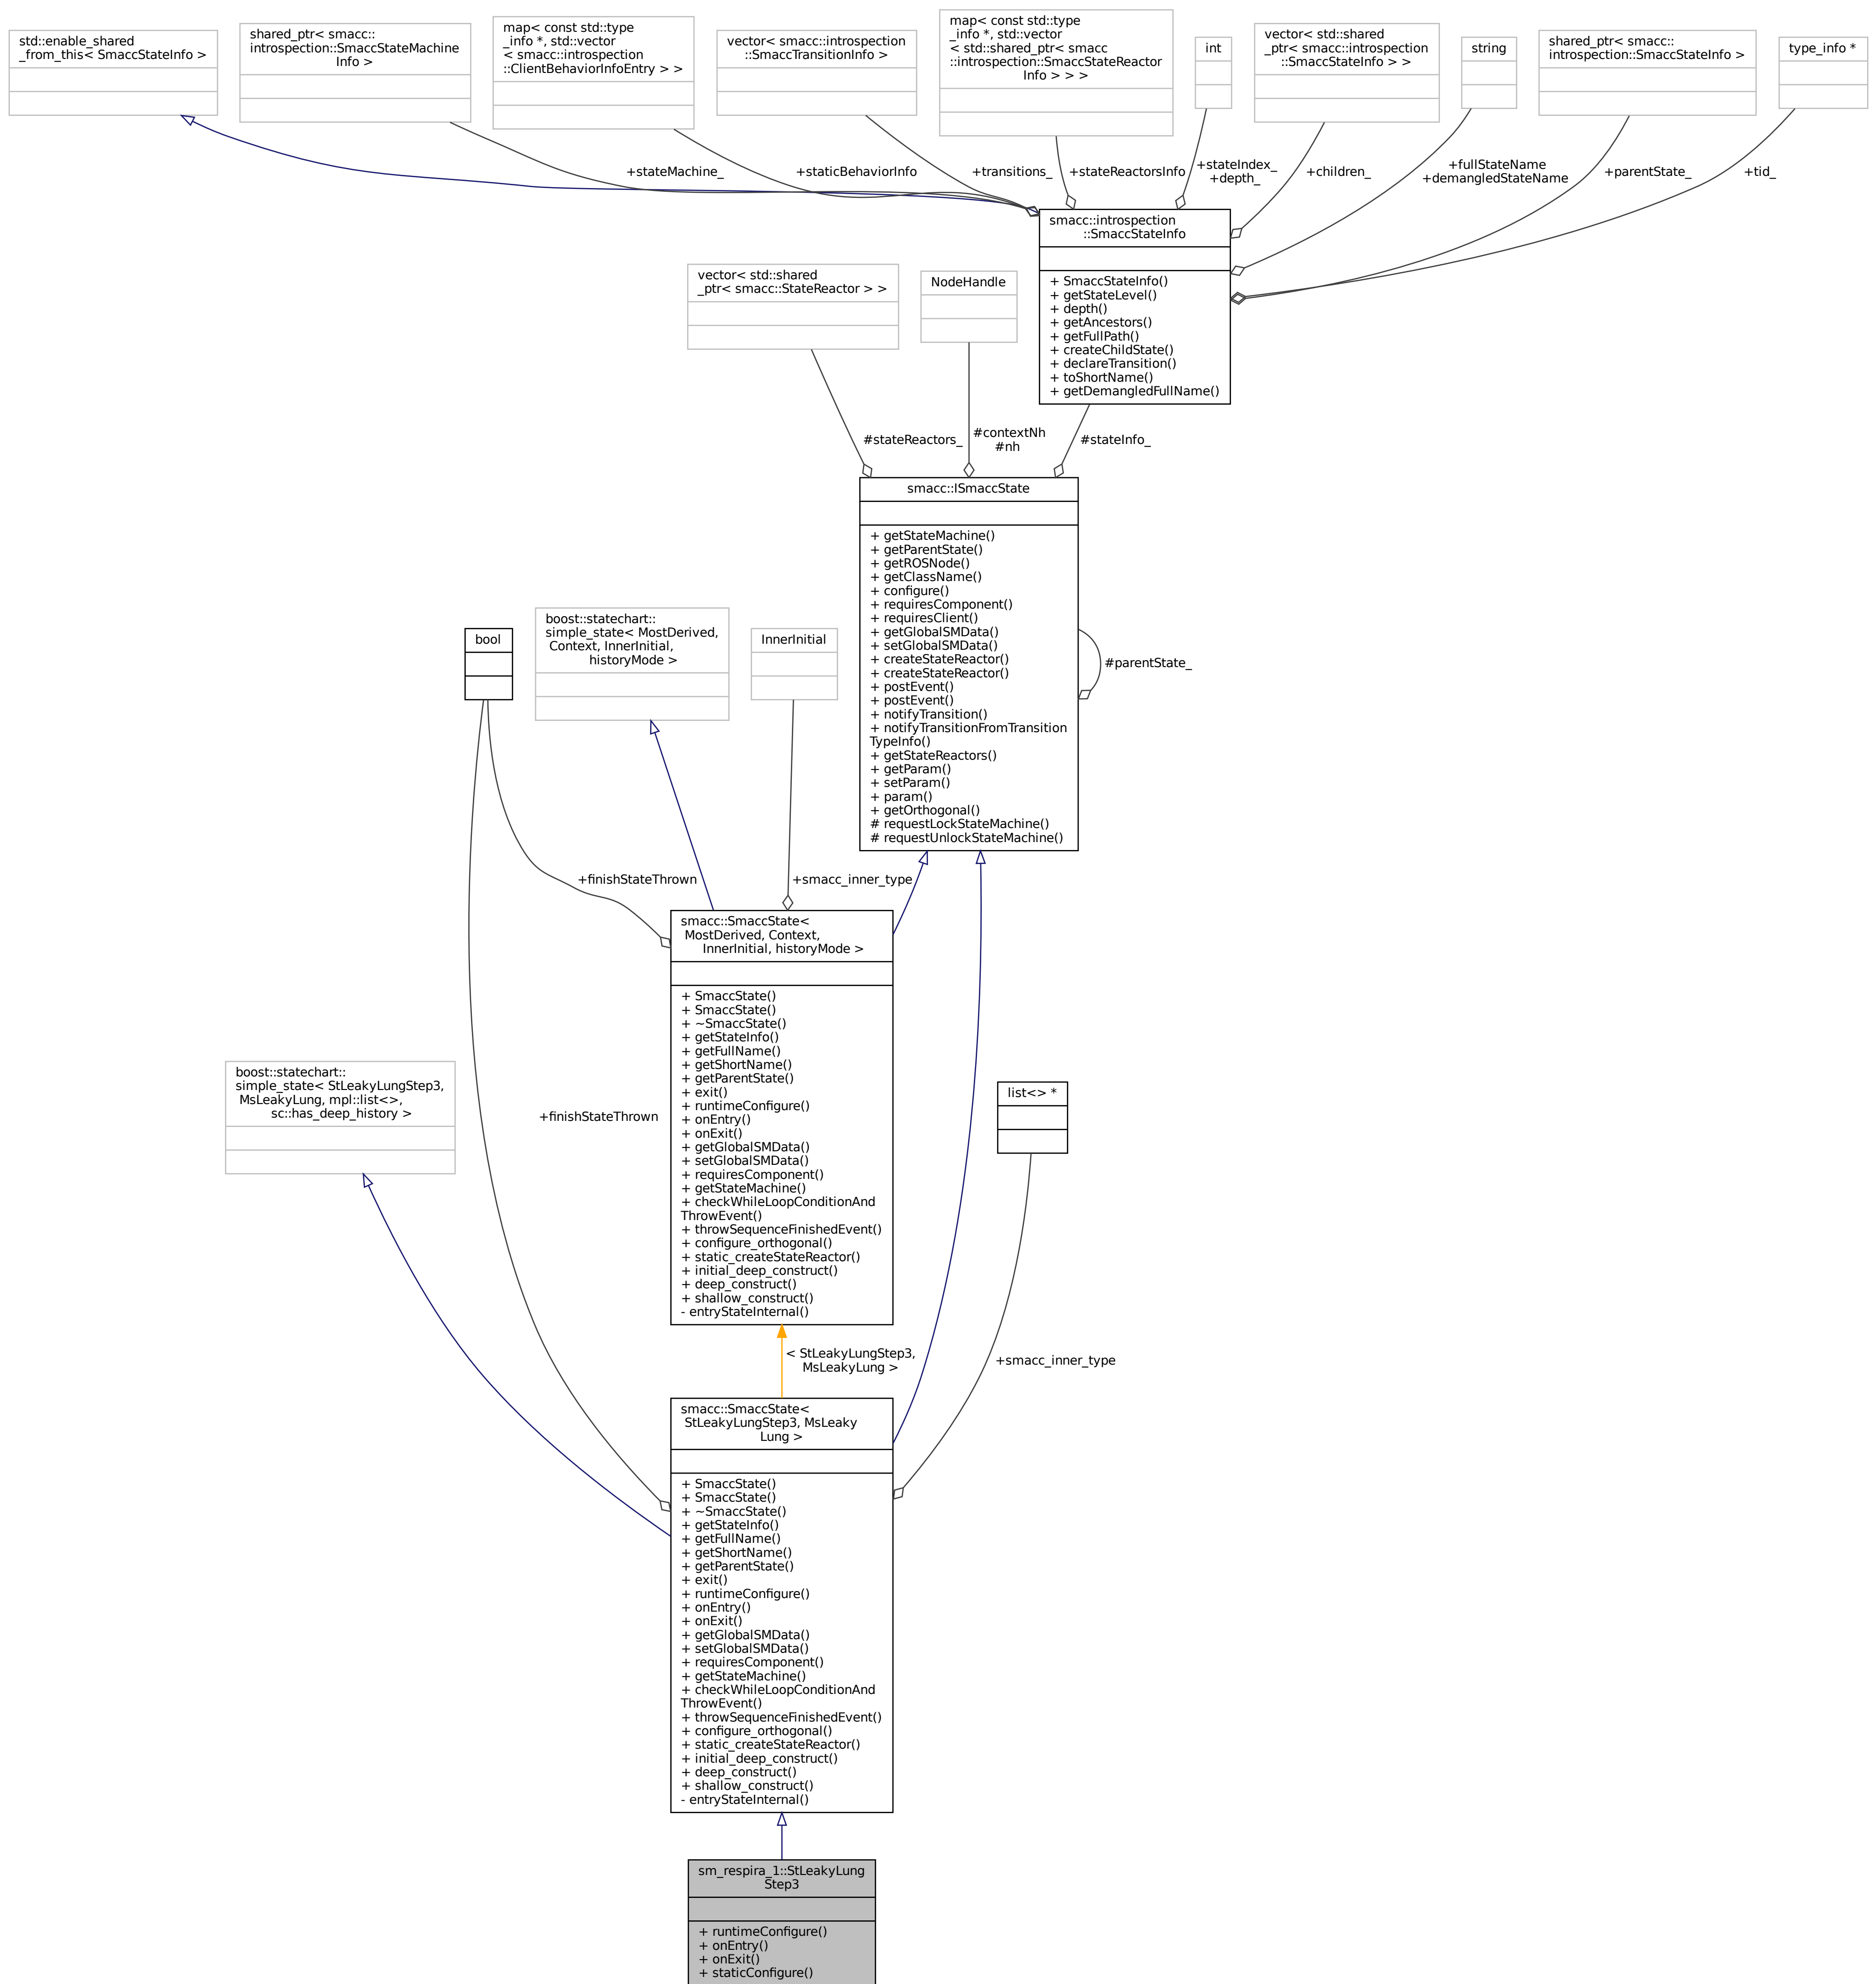 std::enable_shared
_from_this< SmaccStateInfo >
shared_ptr< smacc::
introspection::SmaccStateMachine
Info >
map< const std::type
_info *, std::vector
< smacc::introspection
::ClientBehaviorInfoEntry > >
vector< smacc::introspection
::SmaccTransitionInfo >
map< const std::type
_info *, std::vector
< std::shared_ptr< smacc
::introspection::SmaccStateReactor
Info > > >
int
vector< std::shared
_ptr< smacc::introspection
::SmaccStateInfo > >
string
shared_ptr< smacc::
introspection::SmaccStateInfo >
type_info *
+stateMachine_
+staticBehaviorInfo
+transitions_
+stateReactorsInfo
+stateIndex_
+depth_
+children_
+fullStateName
+demangledStateName
+parentState_
+tid_
smacc::introspection
::SmaccStateInfo
+ SmaccStateInfo()
+ getStateLevel()
+ depth()
+ getAncestors()
+ getFullPath()
+ createChildState()
+ declareTransition()
+ toShortName()
+ getDemangledFullName()
vector< std::shared
_ptr< smacc::StateReactor > >
NodeHandle
#stateReactors_
#contextNh
#nh
#stateInfo_
smacc::ISmaccState
+ getStateMachine()
+ getParentState()
+ getROSNode()
+ getClassName()
+ configure()
+ requiresComponent()
+ requiresClient()
+ getGlobalSMData()
+ setGlobalSMData()
+ createStateReactor()
+ createStateReactor()
+ postEvent()
+ postEvent()
+ notifyTransition()
+ notifyTransitionFromTransition
TypeInfo()
+ getStateReactors()
+ getParam()
+ setParam()
+ param()
+ getOrthogonal()
# requestLockStateMachine()
# requestUnlockStateMachine()
#parentState_
bool
boost::statechart::
simple_state< MostDerived,
Context, InnerInitial,
historyMode >
InnerInitial
+finishStateThrown
+smacc_inner_type
smacc::SmaccState<
MostDerived, Context,
InnerInitial, historyMode >
+ SmaccState()
+ SmaccState()
+ ~SmaccState()
+ getStateInfo()
+ getFullName()
+ getShortName()
+ getParentState()
+ exit()
+ runtimeConfigure()
+ onEntry()
+ onExit()
+ getGlobalSMData()
+ setGlobalSMData()
+ requiresComponent()
+ getStateMachine()
+ checkWhileLoopConditionAnd
ThrowEvent()
+ throwSequenceFinishedEvent()
+ configure_orthogonal()
+ static_createStateReactor()
+ initial_deep_construct()
+ deep_construct()
+ shallow_construct()
- entryStateInternal()
boost::statechart::
simple_state< StLeakyLungStep3,
MsLeakyLung, mpl::list<>,
sc::has_deep_history >
+finishStateThrown
list<> *
< StLeakyLungStep3,
MsLeakyLung >
+smacc_inner_type
smacc::SmaccState<
StLeakyLungStep3, MsLeaky
Lung >
+ SmaccState()
+ SmaccState()
+ ~SmaccState()
+ getStateInfo()
+ getFullName()
+ getShortName()
+ getParentState()
+ exit()
+ runtimeConfigure()
+ onEntry()
+ onExit()
+ getGlobalSMData()
+ setGlobalSMData()
+ requiresComponent()
+ getStateMachine()
+ checkWhileLoopConditionAnd
ThrowEvent()
+ throwSequenceFinishedEvent()
+ configure_orthogonal()
+ static_createStateReactor()
+ initial_deep_construct()
+ deep_construct()
+ shallow_construct()
- entryStateInternal()
sm_respira_1::StLeakyLung
Step3
+ runtimeConfigure()
+ onEntry()
+ onExit()
+ staticConfigure()